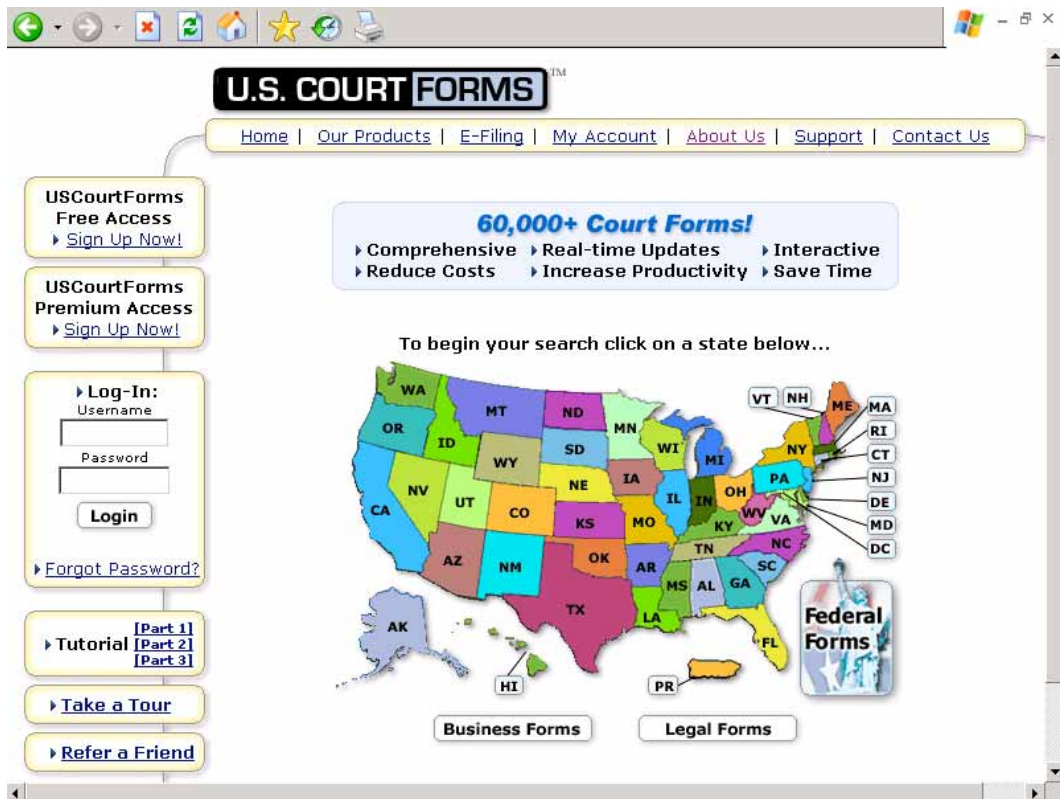 U.S. COURT FORMS™
Home | Our Products | E-Filing | My Account | About Us | Support | Contact Us
USCourtForms
Free Access
Sign Up Now!
USCourtForms
Premium Access
Sign Up Now!
Log-In:
Username
Password
Login
Forgot Password?
Tutorial [Part 1]
[Part 2]
[Part 3]
Take a Tour
Refer a Friend
60,000+ Court Forms!
Comprehensive Real-time Updates Interactive
Reduce Costs Increase Productivity Save Time
To begin your search click on a state below...
WA
MT
ND
MN
VT
NH
ME
MA
OR
ID
SD
WI
MI
NY
RI
WY
CT
NV
UT
CO
NE
IA
IL
IN
OH
PA
NJ
CA
KS
MO
KY
WV
VA
DE
MD
AZ
NM
OK
AR
TN
NC
DC
TX
LA
MS
AL
GA
SC
FL
AK
HI
PR
Federal
Forms
Business Forms
Legal Forms